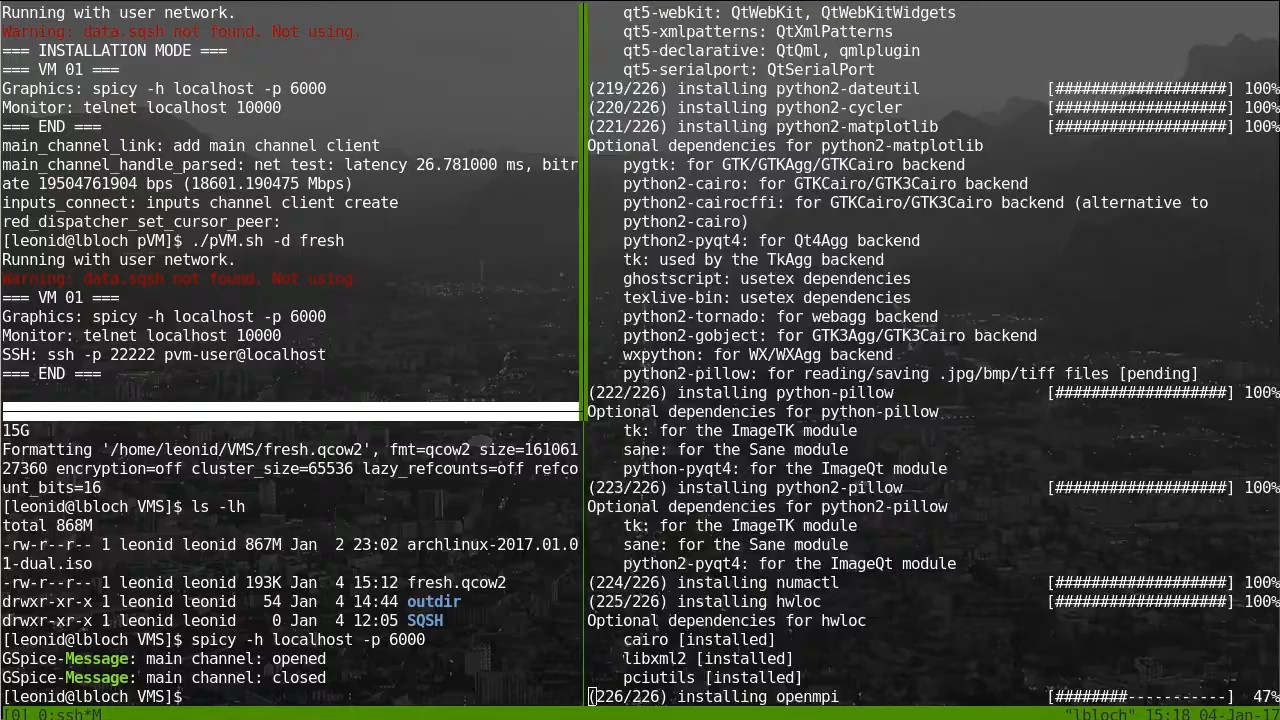 Running with user network.
Warning: data.sqsh not found. Not using.
=== INSTALLATION MODE ===
=== VM 01 ===
Graphics: spicy -h localhost -p 6000
Monitor: telnet localhost 10000
=== END ===
main_channel_link: add main channel client
main_channel_handle_parsed: net test: latency 26.781000 ms, bitr
ate 19504761904 bps (18601.190475 Mbps)
inputs_connect: inputs channel client create
red_dispatcher_set_cursor_peer:
[leonid@lbloch pVM]$ ./pVM.sh -d fresh
Running with user network.
Warning: data.sqsh not found. Not using.
=== VM 01 ===
Graphics: spicy -h localhost -p 6000
Monitor: telnet localhost 10000
SSH: ssh -p 22222 pvm-user@localhost
=== END ===
15G
Formatting '/home/leonid/VMS/fresh.qcow2', fmt=qcow2 size=161061
27360 encryption=off cluster_size=65536 lazy_refcounts=off refco
unt_bits=16
[leonid@lbloch VMS]$ ls -lh
total 868M
-rw-r--r-- 1 leonid leonid 867M Jan  2 23:02 archlinux-2017.01.0
1-dual.iso
-rw-r--r-- 1 leonid leonid 193K Jan  4 15:12 fresh.qcow2
drwxr-xr-x 1 leonid leonid   54 Jan  4 14:44 outdir
drwxr-xr-x 1 leonid leonid    0 Jan  4 12:05 SQSH
[leonid@lbloch VMS]$ spicy -h localhost -p 6000
GSpice-Message: main channel: opened
GSpice-Message: main channel: closed
[leonid@lbloch VMS]$
qt5-webkit: QtWebKit, QtWebKitWidgets
qt5-xmlpatterns: QtXmlPatterns
qt5-declarative: QtQml, qmlplugin
qt5-serialport: QtSerialPort
(219/226) installing python2-dateutil [###################] 100%
(220/226) installing python2-cycler [###################] 100%
(221/226) installing python2-matplotlib [###################] 100%
Optional dependencies for python2-matplotlib
pygtk: for GTK/GTKAgg/GTKCairo backend
python2-cairo: for GTKCairo/GTK3Cairo backend
python2-cairocffi: for GTKCairo/GTK3Cairo backend (alternative to
python2-cairo)
python2-pyqt4: for Qt4Agg backend
tk: used by the TkAgg backend
ghostscript: usetex dependencies
texlive-bin: usetex dependencies
python2-tornado: for webagg backend
python2-gobject: for GTK3Agg/GTK3Cairo backend
wxpython: for WX/WXAgg backend
python2-pillow: for reading/saving .jpg/bmp/tiff files [pending]
(222/226) installing python-pillow [###################] 100%
Optional dependencies for python-pillow
tk: for the ImageTK module
sane: for the Sane module
python-pyqt4: for the ImageQt module
(223/226) installing python2-pillow [###################] 100%
Optional dependencies for python2-pillow
tk: for the ImageTK module
sane: for the Sane module
python2-pyqt4: for the ImageQt module
(224/226) installing numactl [###################] 100%
(225/226) installing hwloc [###################] 100%
Optional dependencies for hwloc
cairo [installed]
libxml2 [installed]
pciutils [installed]
(226/226) installing openmpi [########-----------] 47%
[0] 0:ssh*M "lbloch" 15:18 04-Jan-17